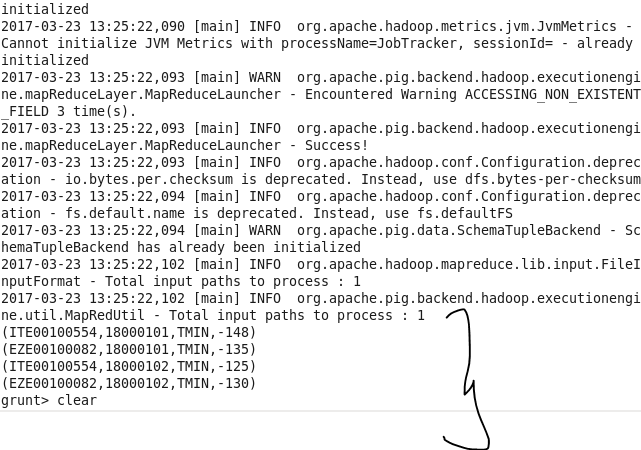 initialized
2017-03-23 13:25:22,090 [main] INFO  org.apache.hadoop.metrics.jvm.JvmMetrics -
Cannot initialize JVM Metrics with processName=JobTracker, sessionId= - already
initialized
2017-03-23 13:25:22,093 [main] WARN  org.apache.pig.backend.hadoop.executionengi
ne.mapReduceLayer.MapReduceLauncher - Encountered Warning ACCESSING_NON_EXISTENT
_FIELD 3 time(s).
2017-03-23 13:25:22,093 [main] INFO  org.apache.pig.backend.hadoop.executionengi
ne.mapReduceLayer.MapReduceLauncher - Success!
2017-03-23 13:25:22,093 [main] INFO  org.apache.hadoop.conf.Configuration.deprec
ation - io.bytes.per.checksum is deprecated. Instead, use dfs.bytes-per-checksum
2017-03-23 13:25:22,094 [main] INFO  org.apache.hadoop.conf.Configuration.deprec
ation - fs.default.name is deprecated. Instead, use fs.defaultFS
2017-03-23 13:25:22,094 [main] WARN  org.apache.pig.data.SchemaTupleBackend - Sc
hemaTupleBackend has already been initialized
2017-03-23 13:25:22,102 [main] INFO  org.apache.hadoop.mapreduce.lib.input.FileI
nputFormat - Total input paths to process : 1
2017-03-23 13:25:22,102 [main] INFO  org.apache.pig.backend.hadoop.executionengi
ne.util.MapRedUtil - Total input paths to process : 1
(ITE00100554,18000101,TMIN,-148)
(EZE00100082,18000101,TMIN,-135)
(ITE00100554,18000102,TMIN,-125)
(EZE00100082,18000102,TMIN,-130)
grunt> clear